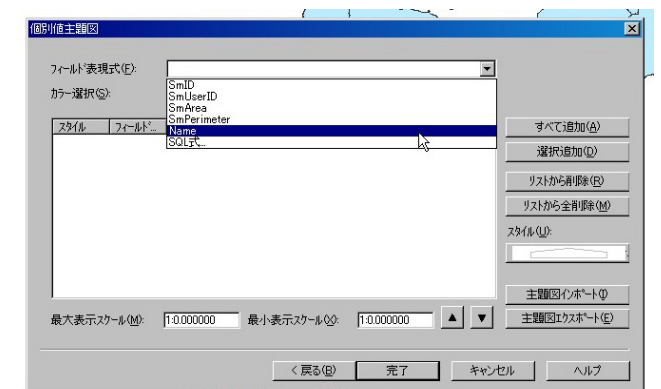 個別値主題図
フィールド表現式(F):
カラー選択(S):
SmID
SmUserID
SmArea
SmPerimeter
Name
SQL式...
スタイル フィールド...
すべて追加(A)
選択追加(D)
リストから削除(R)
リストから全削除(M)
スタイル(U):
主題図インポート(I)
最大表示スケール(M): 1:0.000000 最小表示スケール(X): 1:0.000000 ▲ ▼ 主題図エクスポート(E)
< 戻る(B) 完了 キャンセル ヘルプ